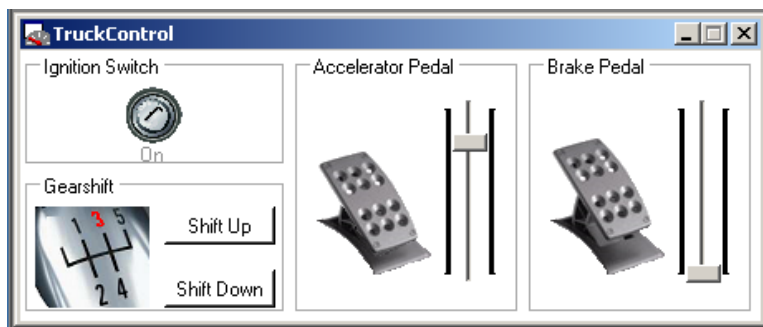 TruckControl
Ignition Switch
On
Accelerator Pedal
Brake Pedal
Gearshift
1 3 5
2 4
Shift Up
Shift Down